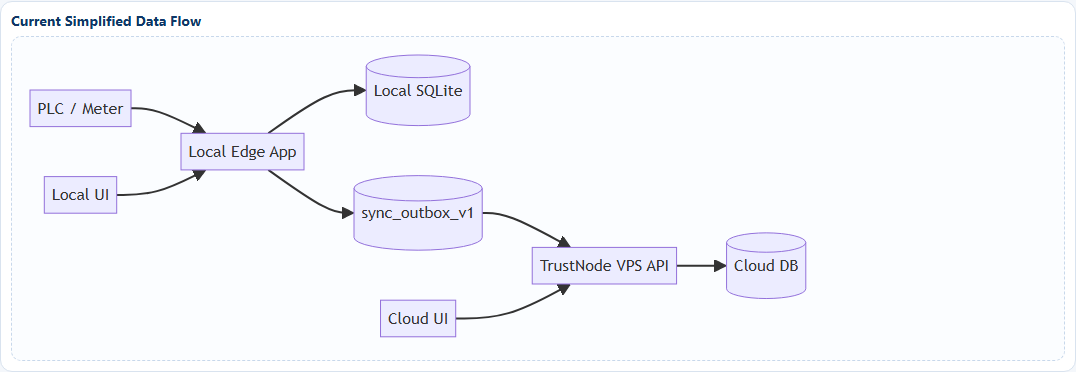 Current Simplified Data Flow
PLC / Meter
Local UI
Local Edge App
Local SQLite
sync_outbox_v1
Cloud UI
TrustNode VPS API
Cloud DB